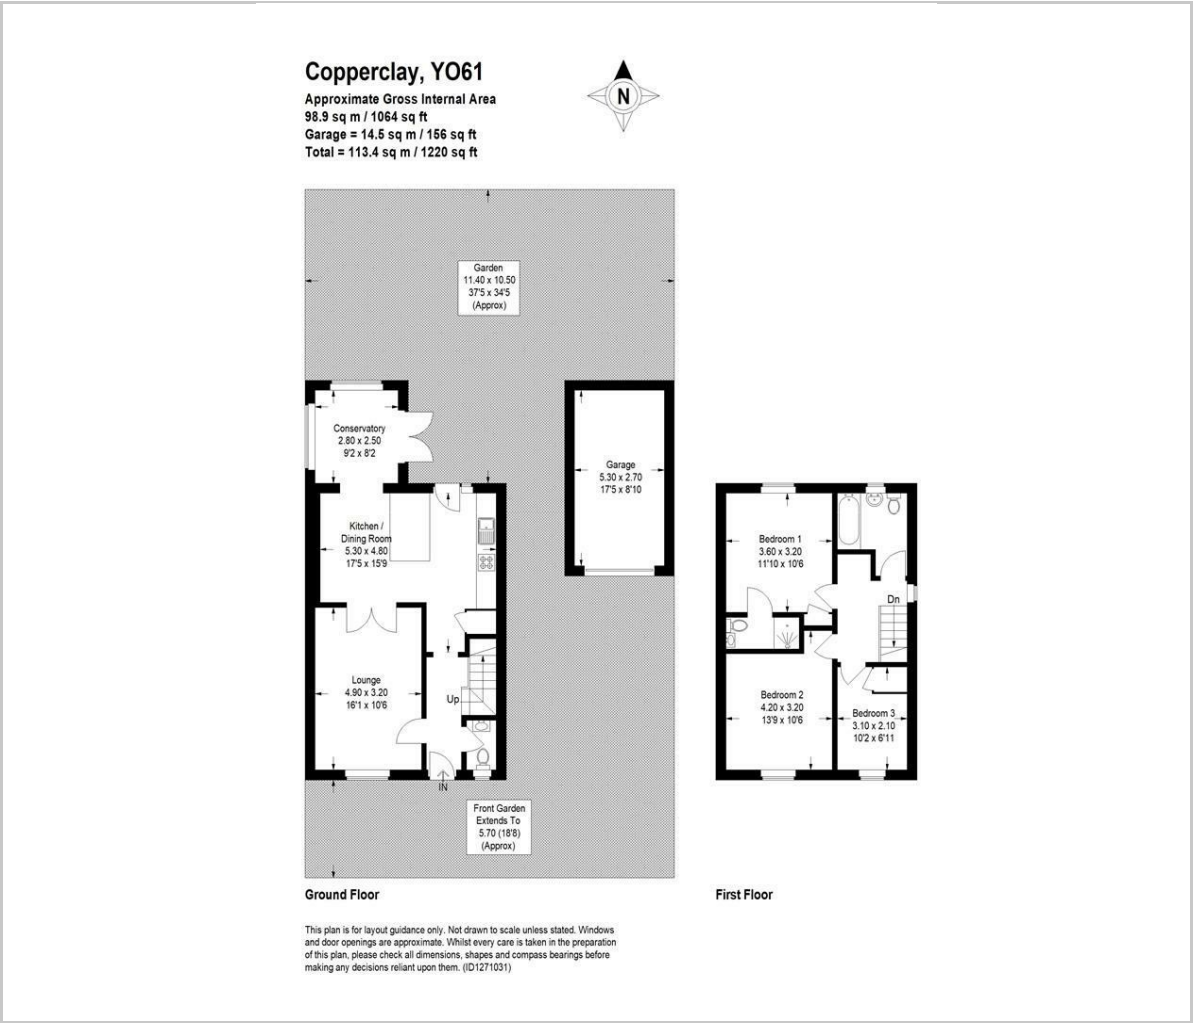 Copperclay, YO61
Approximate Gross Internal Area
98.9 sq m / 1064 sq ft
Garage = 14.5 sq m / 156 sq ft
Total = 113.4 sq m / 1220 sq ft
N
Garden
11.40 x 10.50
37'5 x 34'5
(Approx)
Conservatory
2.80 x 2.50
9'2 x 8'2
Garage
5.30 x 2.70
17'5 x 8'10
Kitchen /
Dining Room
5.30 x 4.80
17'5 x 15'9
Lounge
4.90 x 3.20
16'1 x 10'6
Up
IN
Front Garden
Extends To
5.70 (18'8)
(Approx)
Bedroom 1
3.60 x 3.20
11'10 x 10'6
Dn
Bedroom 2
4.20 x 3.20
13'9 x 10'6
Bedroom 3
3.10 x 2.10
10'2 x 6'11
Ground Floor
First Floor
This plan is for layout guidance only. Not drawn to scale unless stated. Windows
and door openings are approximate. Whilst every care is taken in the preparation
of this plan, please check all dimensions, shapes and compass bearings before
making any decisions reliant upon them. (ID1271031)